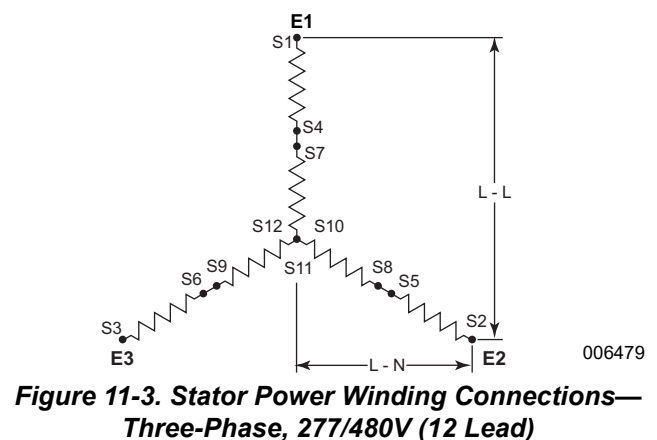 E1
S1
S4
S7
L - L
S12 S10
S11
S9 S8
S6 S5
S3 S2
E3 E2
L - N
006479
Figure 11-3. Stator Power Winding Connections—
Three-Phase, 277/480V (12 Lead)